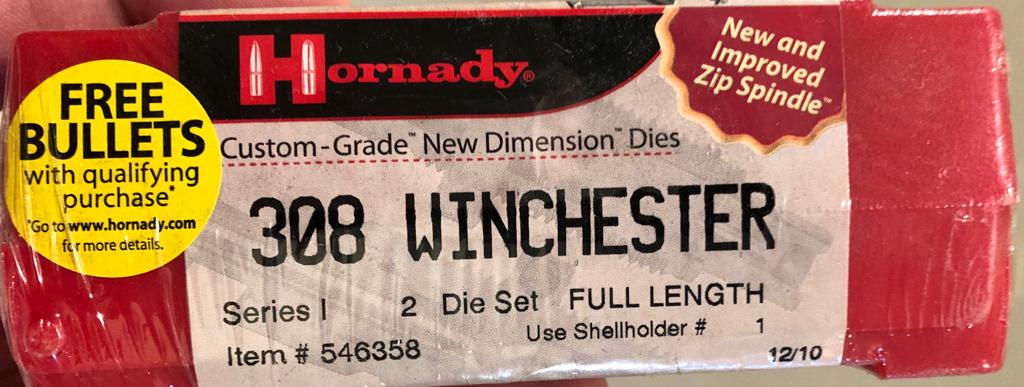 Hornady®
New and
Improved
Zip Spindle™
FREE
BULLETS
with qualifying
purchase*
*Go to www.hornady.com
for more details.
Custom-Grade™ New Dimension™ Dies
308 WINCHESTER
Series I 2 Die Set FULL LENGTH
Use Shellholder # 1
Item # 546358
12/10